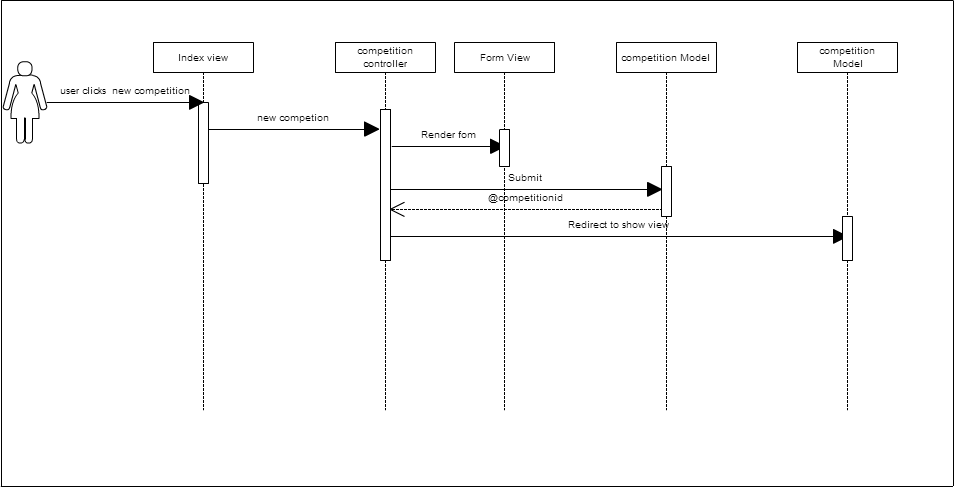 Index view
competition
controller
Form View
competition Model
competition
Model
user clicks  new competition
new competion
Render fom
Submit
@competitionid
Redirect to show view